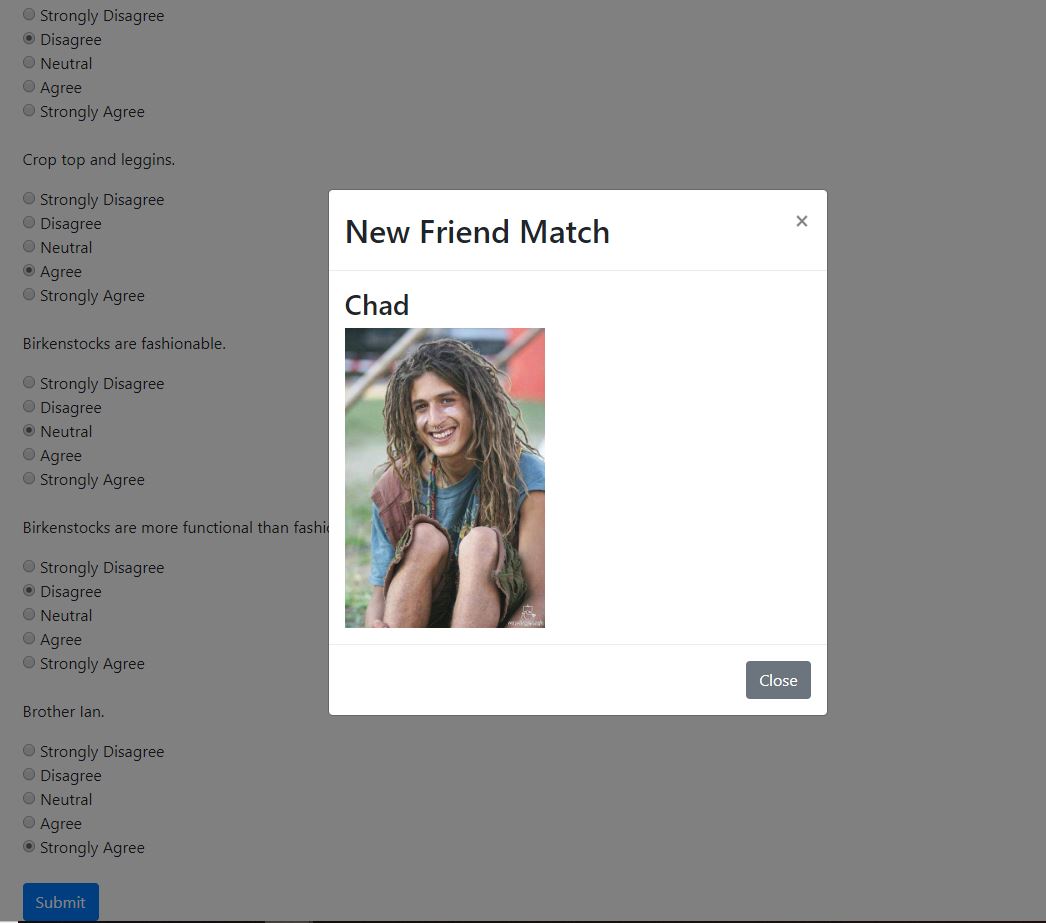 Strongly Disagree
Disagree
Neutral
Agree
Strongly Agree
Crop top and leggins.
Strongly Disagree
Disagree
Neutral
Agree
Strongly Agree
Birkenstocks are fashionable.
Strongly Disagree
Disagree
Neutral
Agree
Strongly Agree
Birkenstocks are more functional than
Strongly Disagree
Disagree
Neutral
Agree
Strongly Agree
Brother Ian.
Strongly Disagree
Disagree
Neutral
Agree
Strongly Agree
Submit
New Friend Match
×
Chad
Close